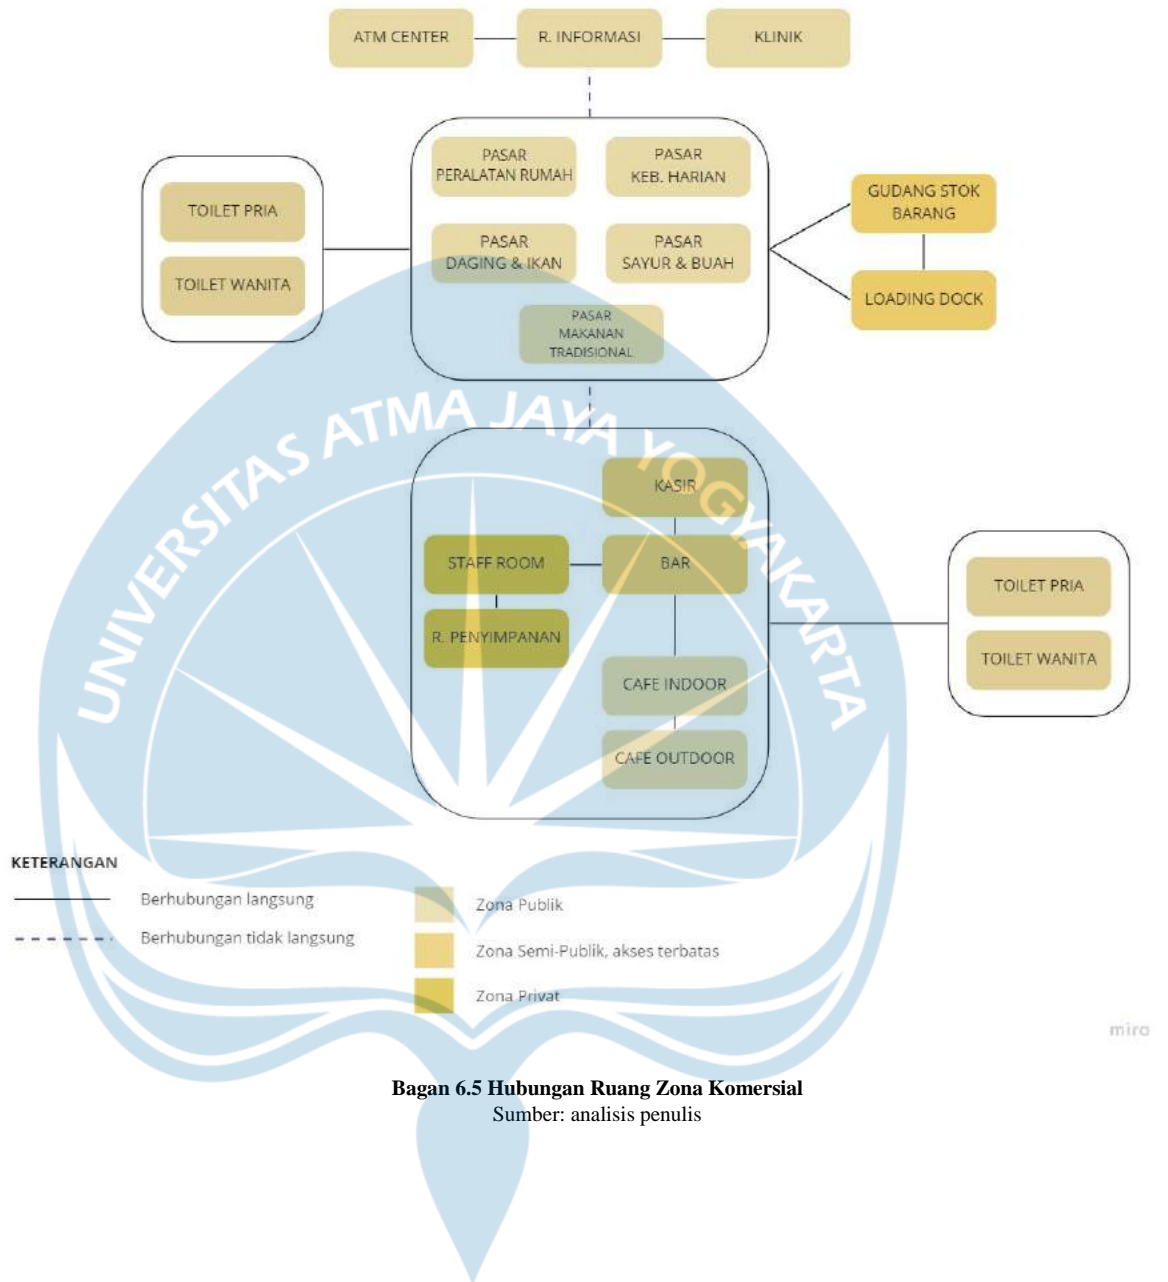 ATM CENTER
R. INFORMASI
KLINIK
PASAR
PERALATAN RUMAH
PASAR
KEB. HARIAN
TOILET PRIA
TOILET WANITA
PASAR
DAGING & IKAN
PASAR
SAYUR & BUAH
PASAR
MAKANAN
TRADISIONAL
GUDANG STOK
BARANG
LOADING DOCK
UNIVERSITAS ATMA JAYA YOGYAKARTA
KASIR
STAFF ROOM
BAR
R. PENYIMPANAN
CAFE INDOOR
CAFE OUTDOOR
TOILET PRIA
TOILET WANITA
KETERANGAN
Berhubungan langsung
Berhubungan tidak langsung
Zona Publik
Zona Semi-Publik, akses terbatas
Zona Privat
miro
Bagan 6.5 Hubungan Ruang Zona Komersial
Sumber: analisis penulis